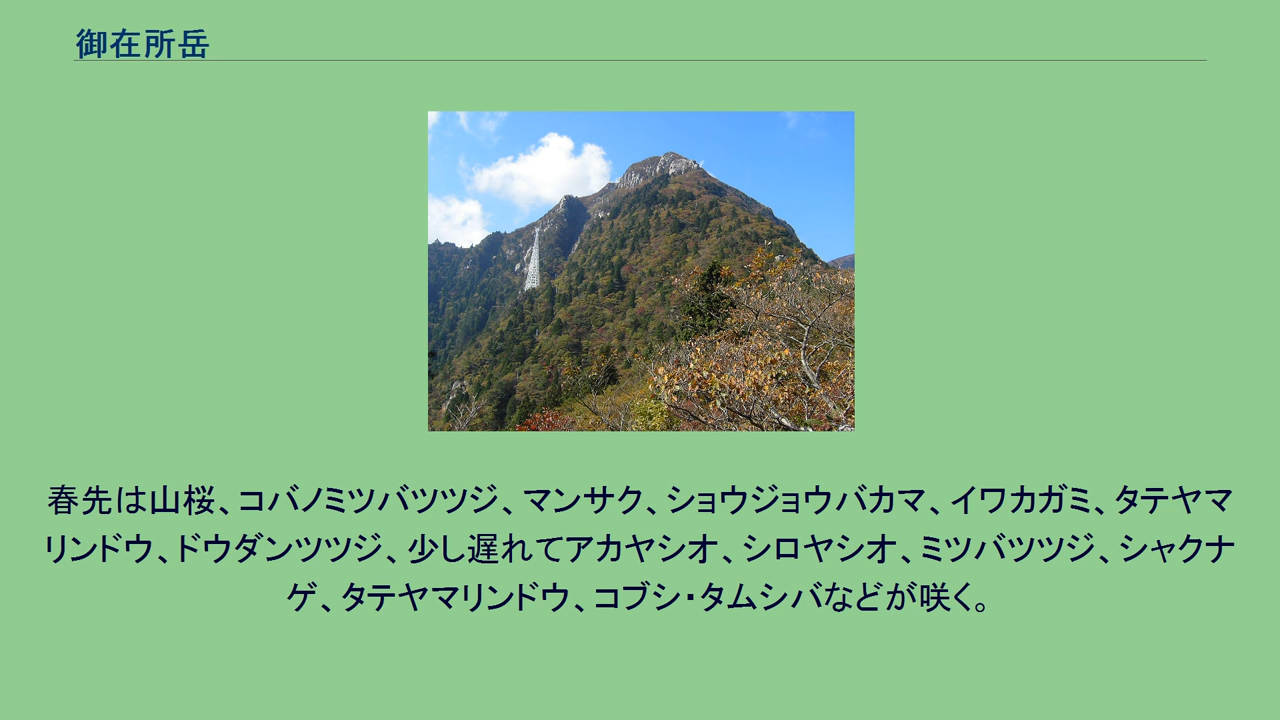 御在所岳
春先は山桜、コバノミツバツツジ、マンサク、ショウジョウバカマ、イワカガミ、タテヤマ
リンドウ、ドウダンツツジ、少し遅れてアカヤシオ、シロヤシオ、ミツバツツジ、シャクナ
ゲ、タテヤマリンドウ、コブシ・タムシバなどが咲く。